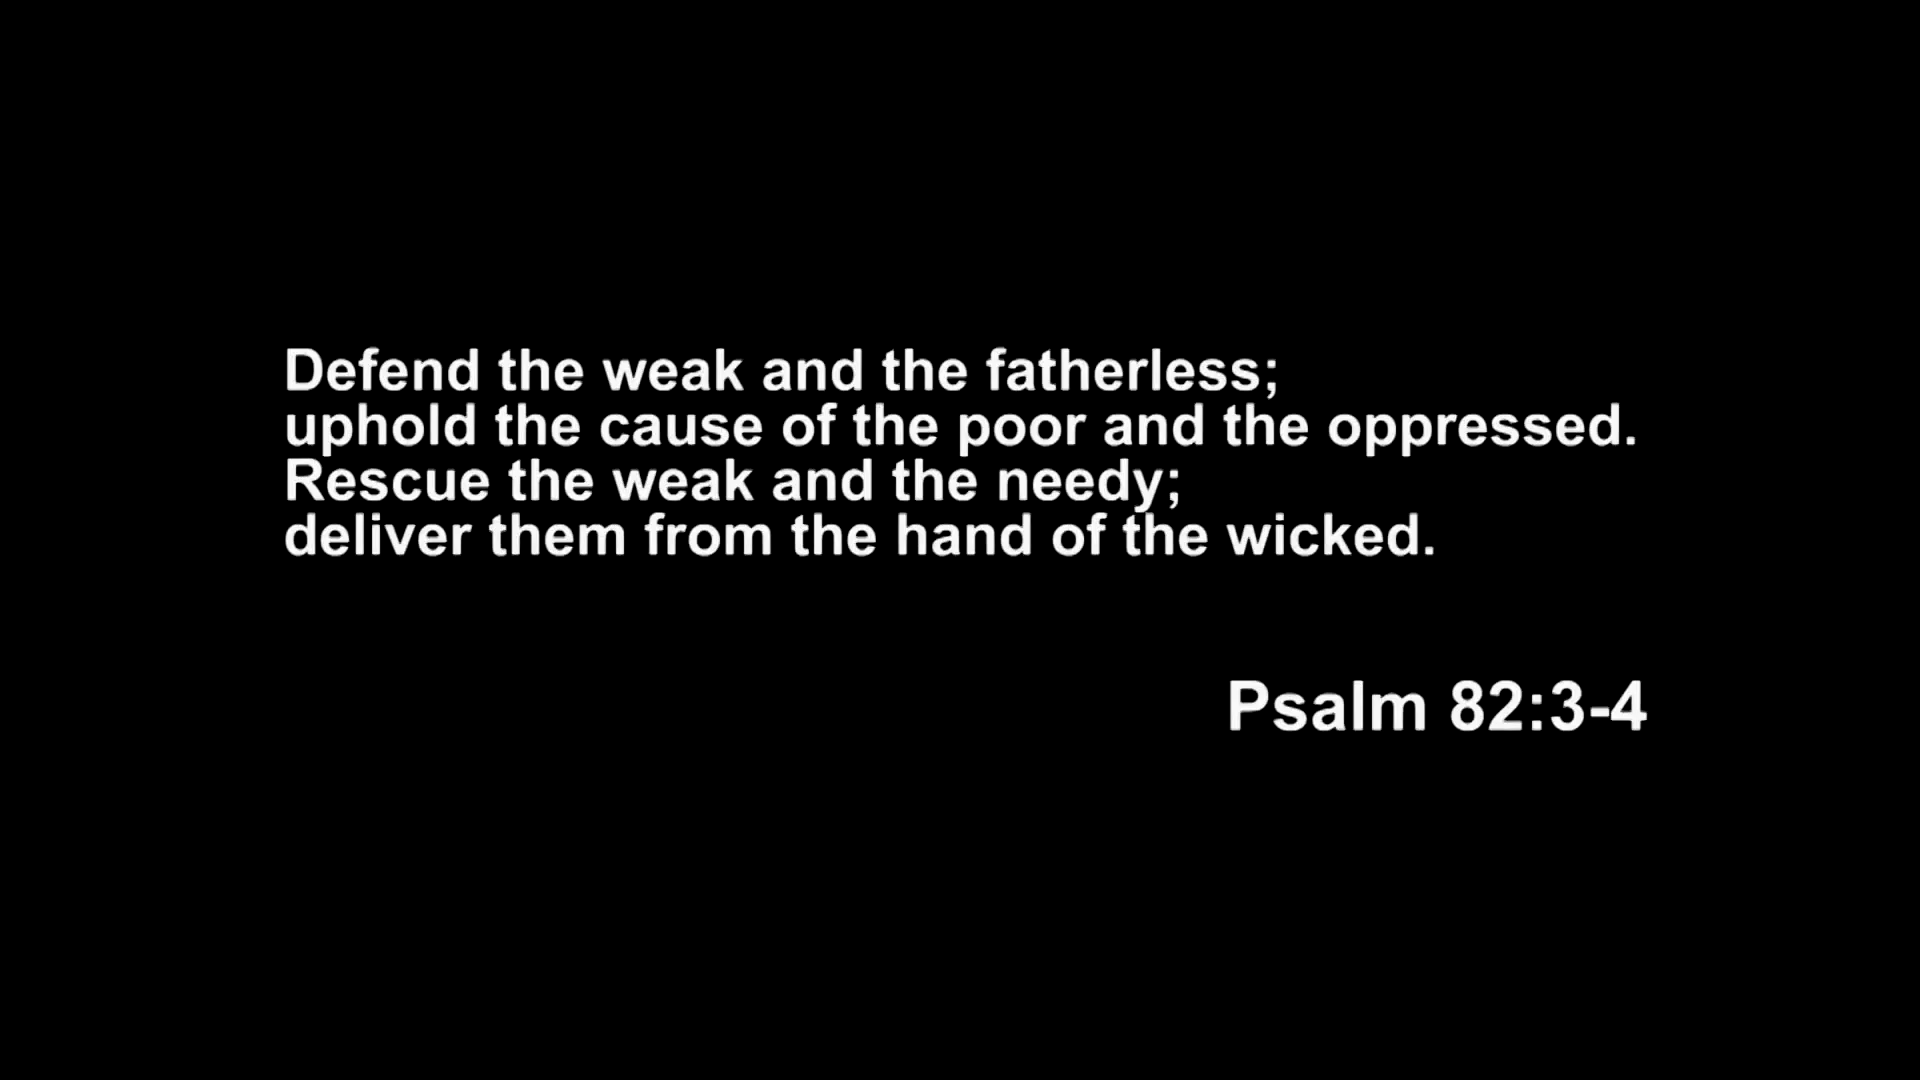 Defend the weak and the fatherless;
uphold the cause of the poor and the oppressed.
Rescue the weak and the needy;
deliver them from the hand of the wicked.
Psalm 82:3-4